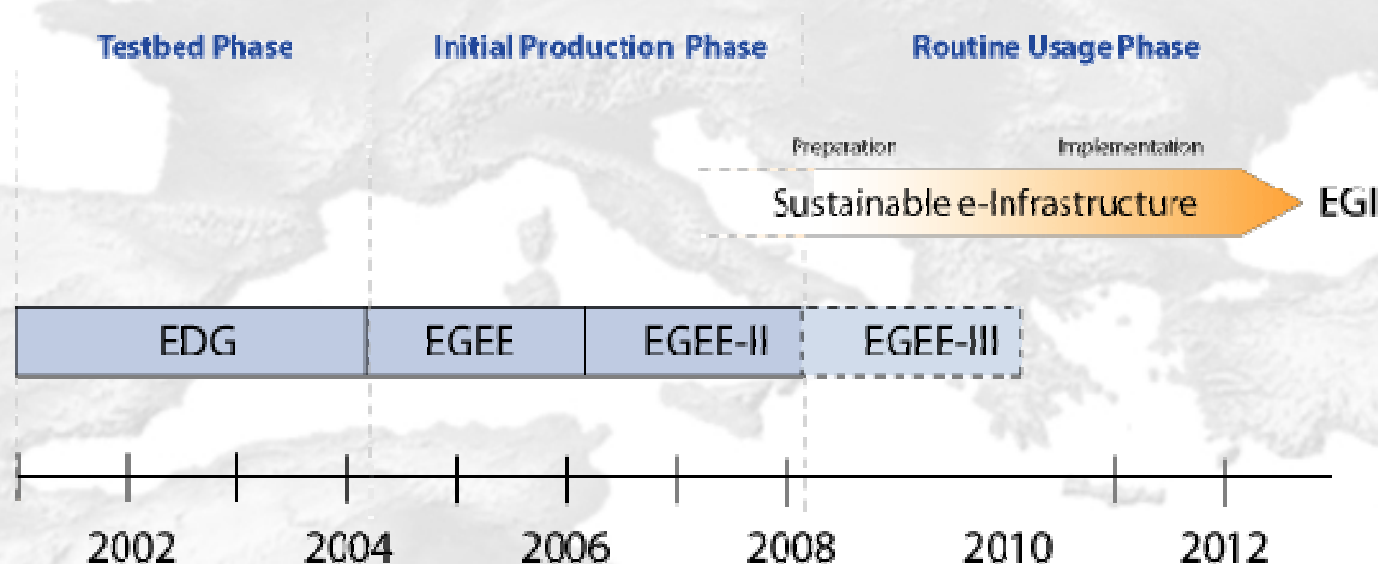 Testbed Phase Initial Production Phase Routine Usage Phase
Preparation Implementation
Sustainable e-Infrastructure EGI
EDG EGEE EGEE-II EGEE-III
2002 2004 2006 2008 2010 2012